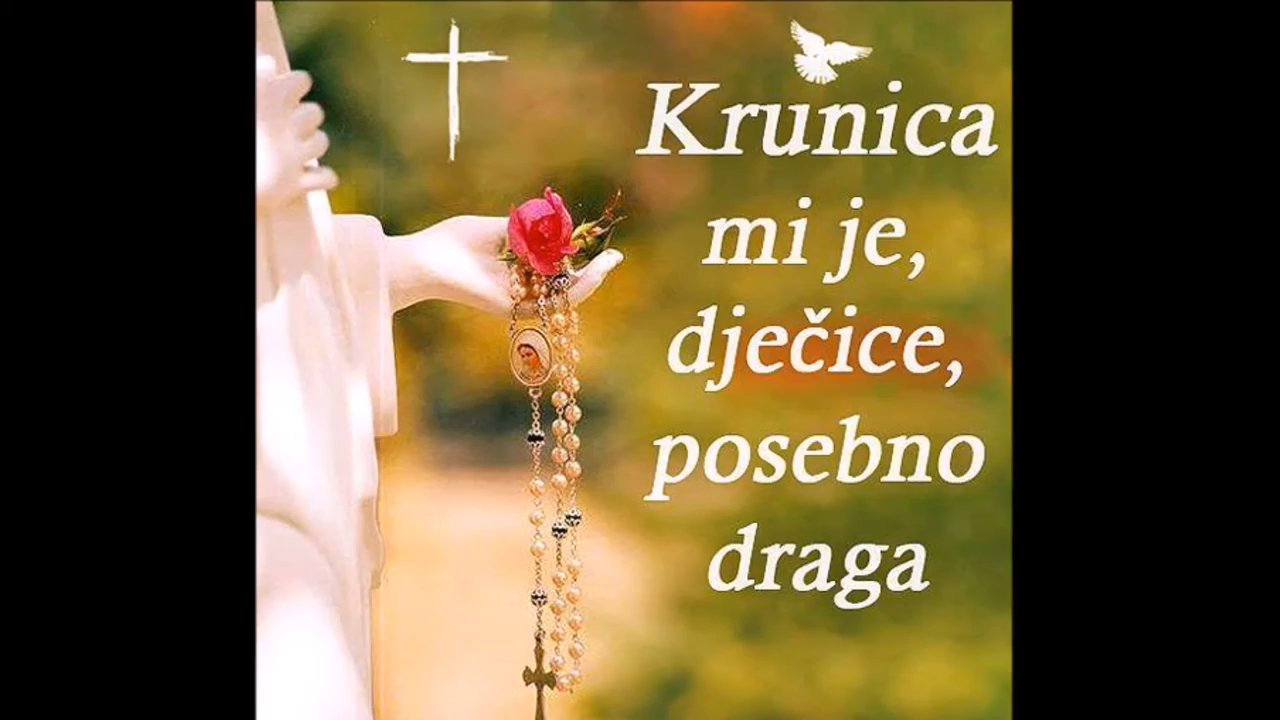 Krunica
mi je,
dječice,
posebno
draga